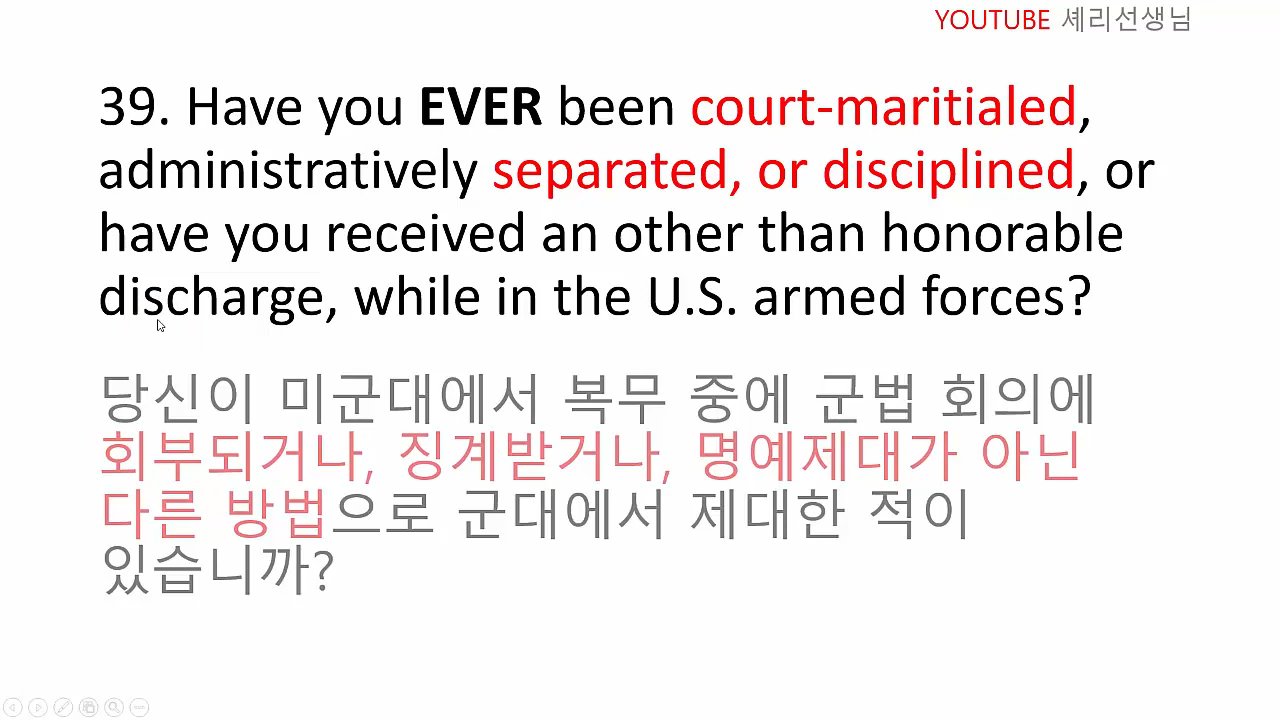 YOUTUBE 셰리선생님
39. Have you EVER been court-maritialed,
administratively separated, or disciplined, or
have you received an other than honorable
discharge, while in the U.S. armed forces?
당신이 미군대에서 복무 중에 군법 회의에
회부되거나, 징계받거나, 명예제대가 아닌
다른 방법으로 군대에서 제대한 적이
있습니까?